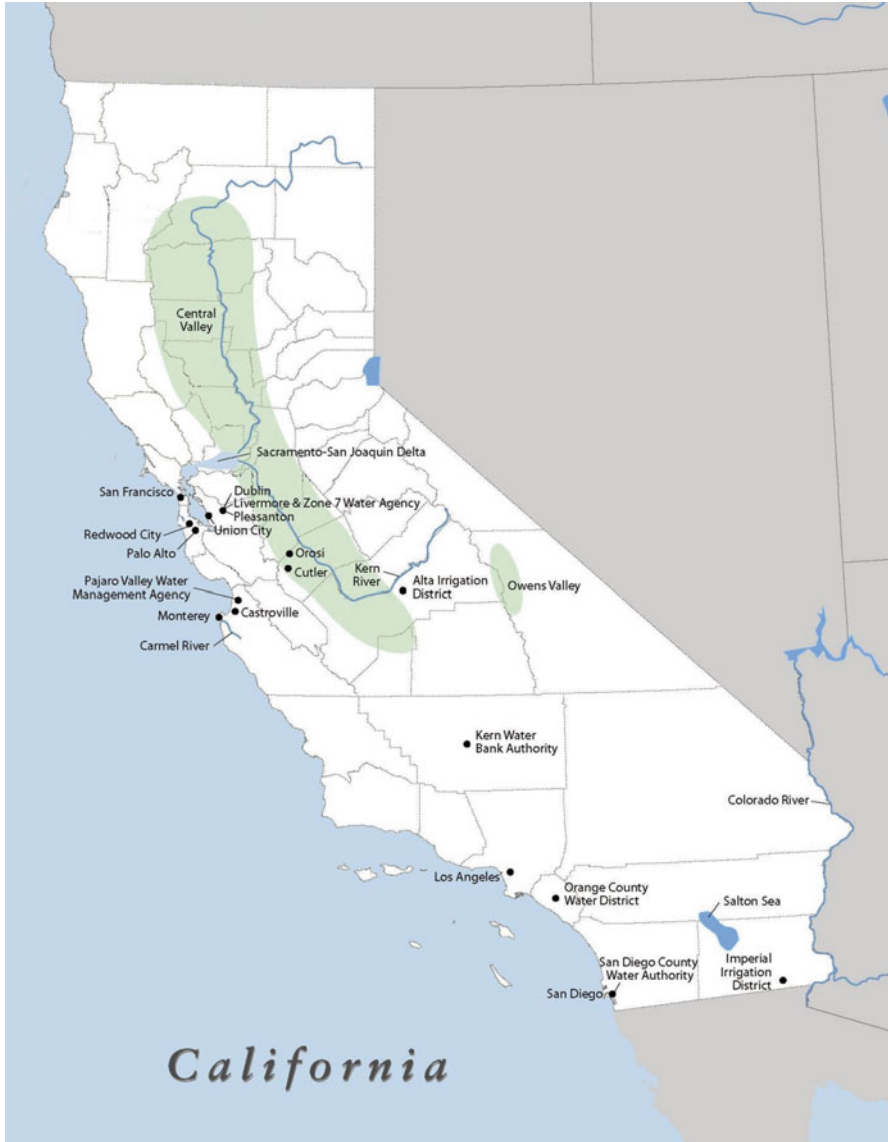 Central
Valley
Sacramento-San Joaquin Delta
San Francisco
Dublin
Livermore & Zone 7 Water Agency
Pleasanton
Redwood City
Union City
Palo Alto
Orosi
Cutler
Kern
River
Alta Irrigation
District
Owens Valley
Pajaro Valley Water
Management Agency
Monterey
Castroville
Carmel River
Kern Water
Bank Authority
Colorado River
Los Angeles
Orange County
Water District
Salton Sea
San Diego County
Water Authority
Imperial
Irrigation
District
San Diego
California